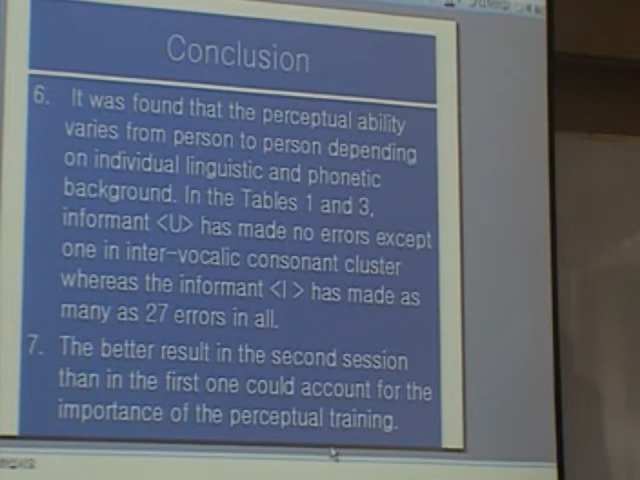 Conclusion
6. It was found that the perceptual ability
varies from person to person depending
on individual linguistic and phonetic
background. In the Tables 1 and 3,
informant <U> has made no errors except
one in inter-vocalic consonant cluster
whereas the informant <I> has made as
many as 27 errors in all.
7. The better result in the second session
than in the first one could account for the
importance of the perceptual training.